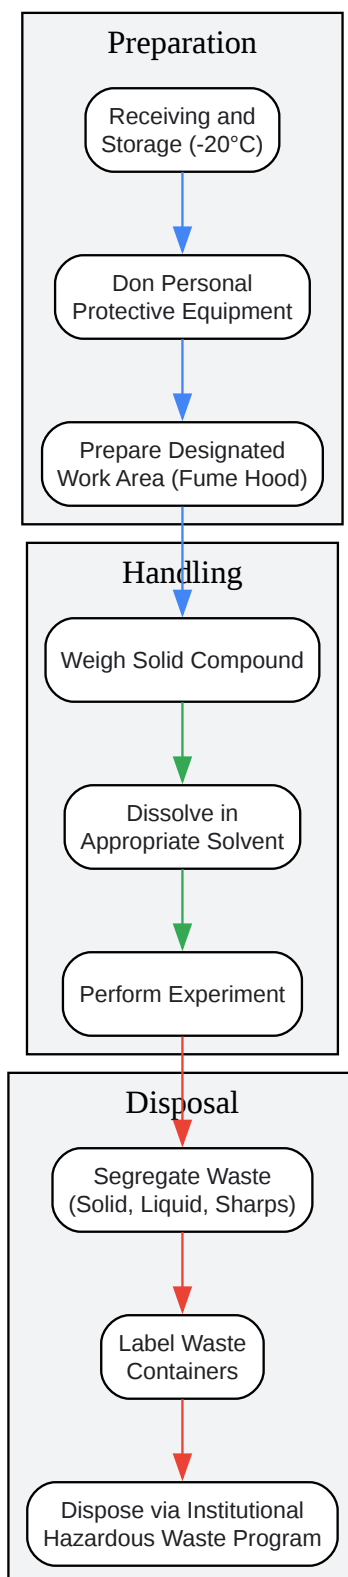 Preparation
Receiving and
Storage (-20°C)
Don Personal
Protective Equipment
Prepare Designated
Work Area (Fume Hood)
Handling
Weigh Solid Compound
Dissolve in
Appropriate Solvent
Perform Experiment
Disposal
Segregate Waste
(Solid, Liquid, Sharps)
Label Waste
Containers
Dispose via Institutional
Hazardous Waste Program